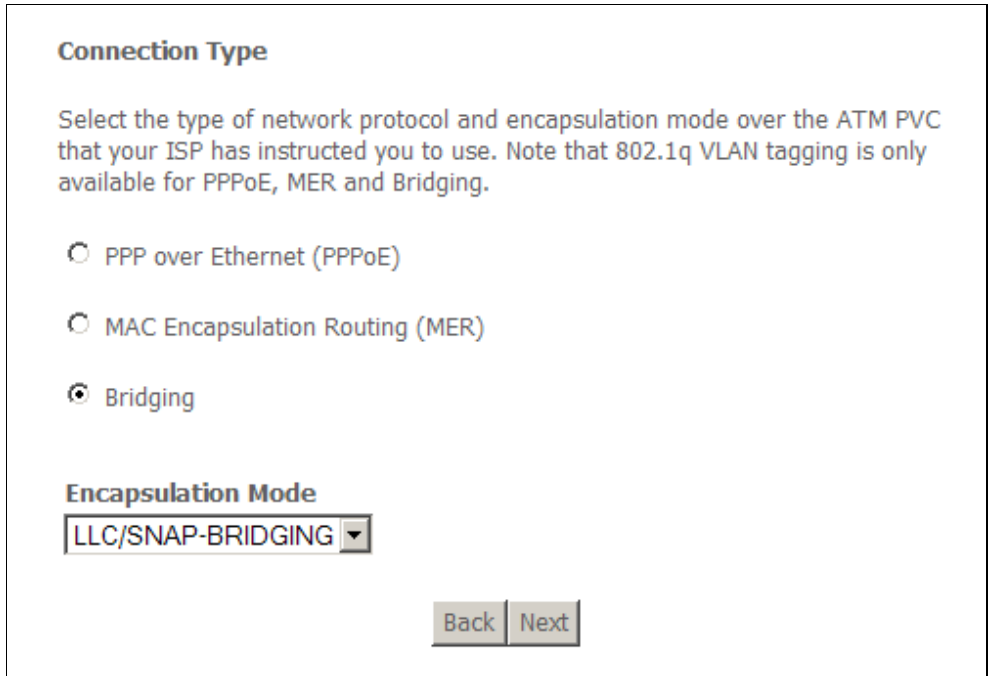 Connection Type
Select the type of network protocol and encapsulation mode over the ATM PVC
that your ISP has instructed you to use. Note that 802.1q VLAN tagging is only
available for PPPoE, MER and Bridging.
PPP over Ethernet (PPPoE)
MAC Encapsulation Routing (MER)
Bridging
Encapsulation Mode
LLC/SNAP-BRIDGING
Back Next